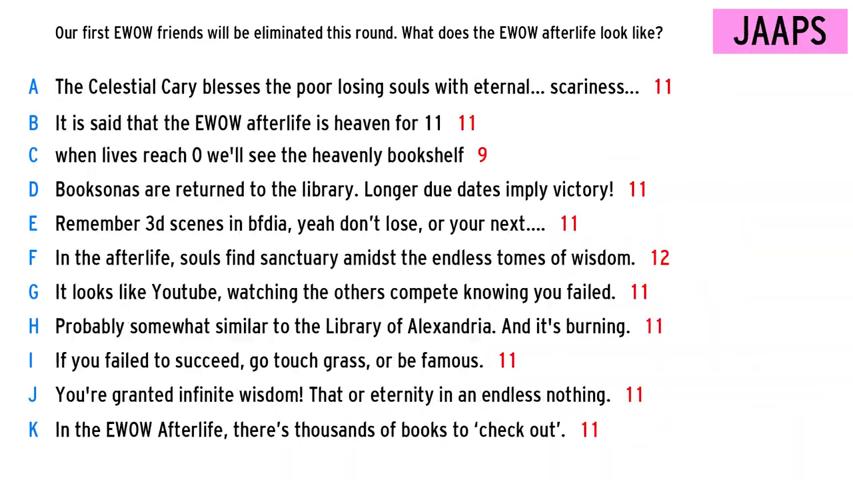 Our first EWOW friends will be eliminated this round. What does the EWOW afterlife look like?
JAAPS
A The Celestial Cary blesses the poor losing souls with eternal... scariness... 11
B It is said that the EWOW afterlife is heaven for 11 11
C when lives reach 0 we'll see the heavenly bookshelf 9
D Booksonas are returned to the library. Longer due dates imply victory! 11
E Remember 3d scenes in bfdia, yeah don't lose, or your next.... 11
F In the afterlife, souls find sanctuary amidst the endless tomes of wisdom. 12
G It looks like Youtube, watching the others compete knowing you failed. 11
H Probably somewhat similar to the Library of Alexandria. And it's burning. 11
I If you failed to succeed, go touch grass, or be famous. 11
J You're granted infinite wisdom! That or eternity in an endless nothing. 11
K In the EWOW Afterlife, there's thousands of books to ‘check out’. 11